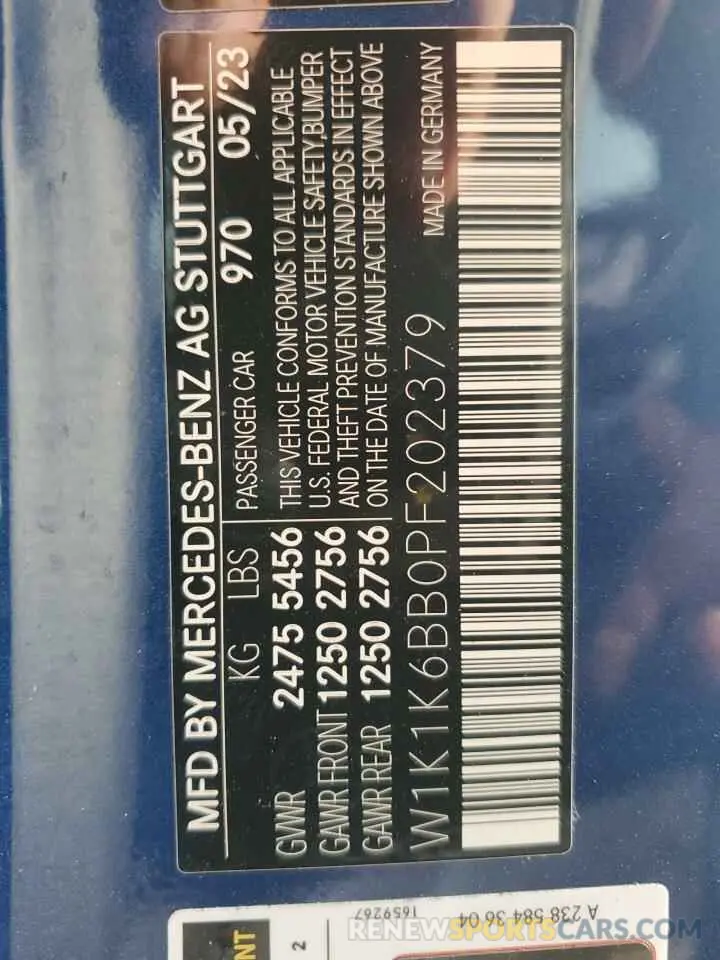 MFD BY MERCEDES-BENZ AG STUTTGART
KG LBS PASSENGER CAR 970 05/23
GVWR 2475 5456
GAWR FRONT 1250 2756
GAWR REAR 1250 2756
THIS VEHICLE CONFORMS TO ALL APPLICABLE
U.S. FEDERAL MOTOR VEHICLE SAFETY,BUMPER
AND THEFT PREVENTION STANDARDS IN EFFECT
ON THE DATE OF MANUFACTURE SHOWN ABOVE
W1K1K6BB0PF202379 MADE IN GERMANY
NT
2
1659267
A 238 584 36 04
RENEWSPORTSCARS.COM